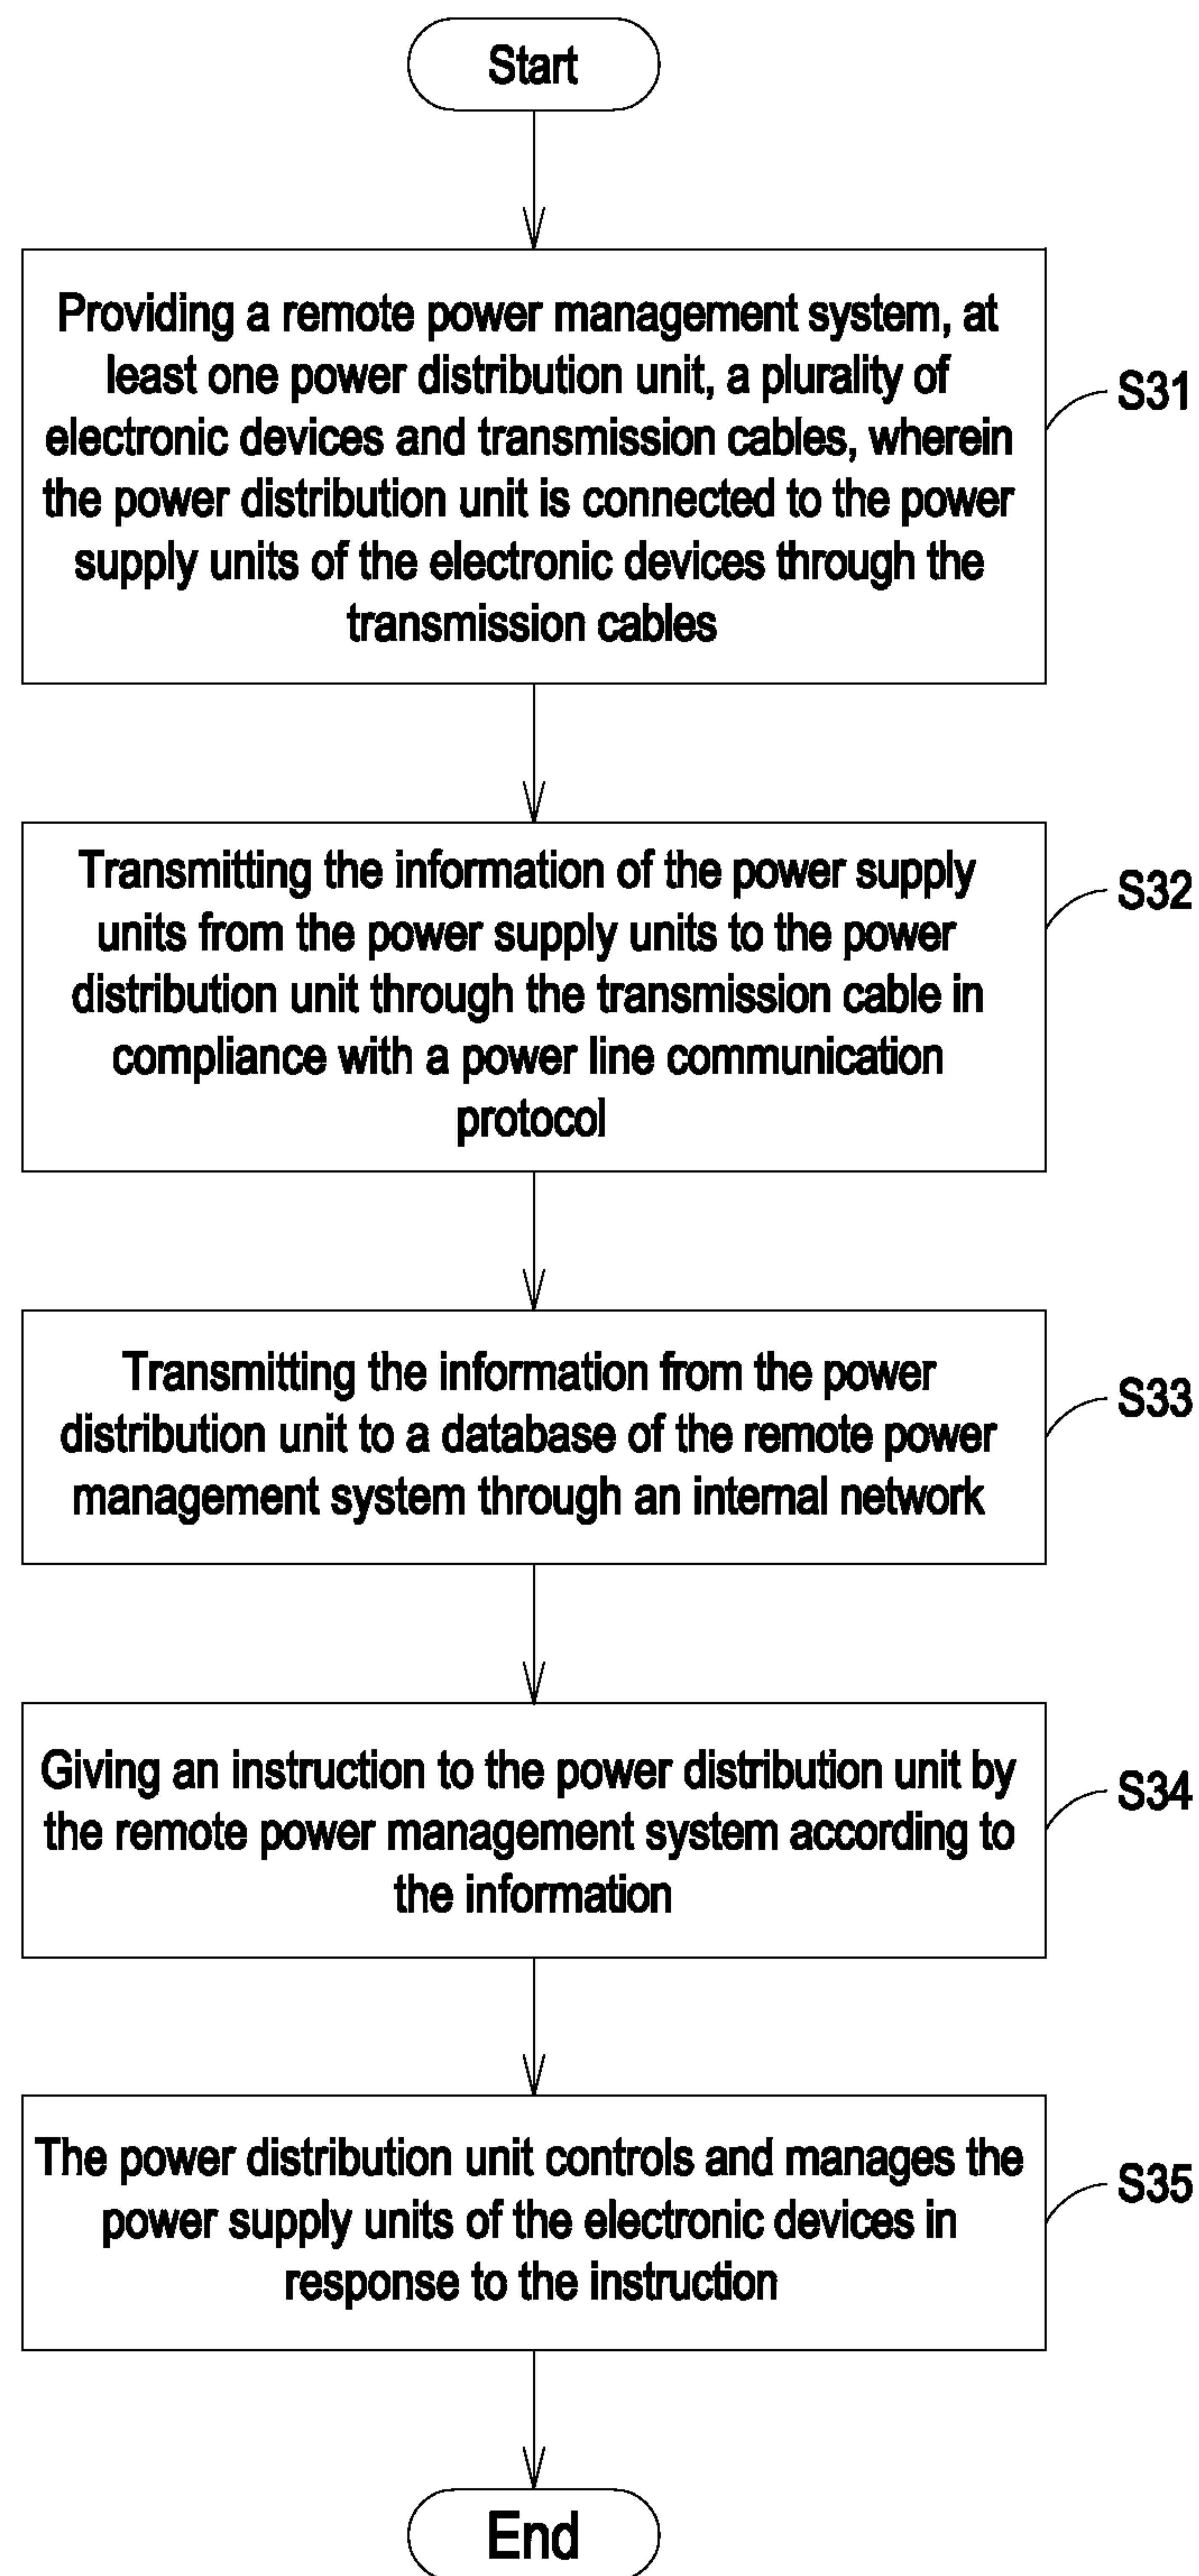 Start
Providing a remote power management system, at
least one power distribution unit, a plurality of
electronic devices and transmission cables, wherein
the power distribution unit is connected to the power
supply units of the electronic devices through the
transmission cables
S31
Transmitting the information of the power supply
units from the power supply units to the power
distribution unit through the transmission cable in
compliance with a power line communication
protocol
S32
Transmitting the information from the power
distribution unit to a database of the remote power
management system through an internal network
S33
Giving an instruction to the power distribution unit by
the remote power management system according to
the information
S34
The power distribution unit controls and manages the
power supply units of the electronic devices in
response to the instruction
S35
End